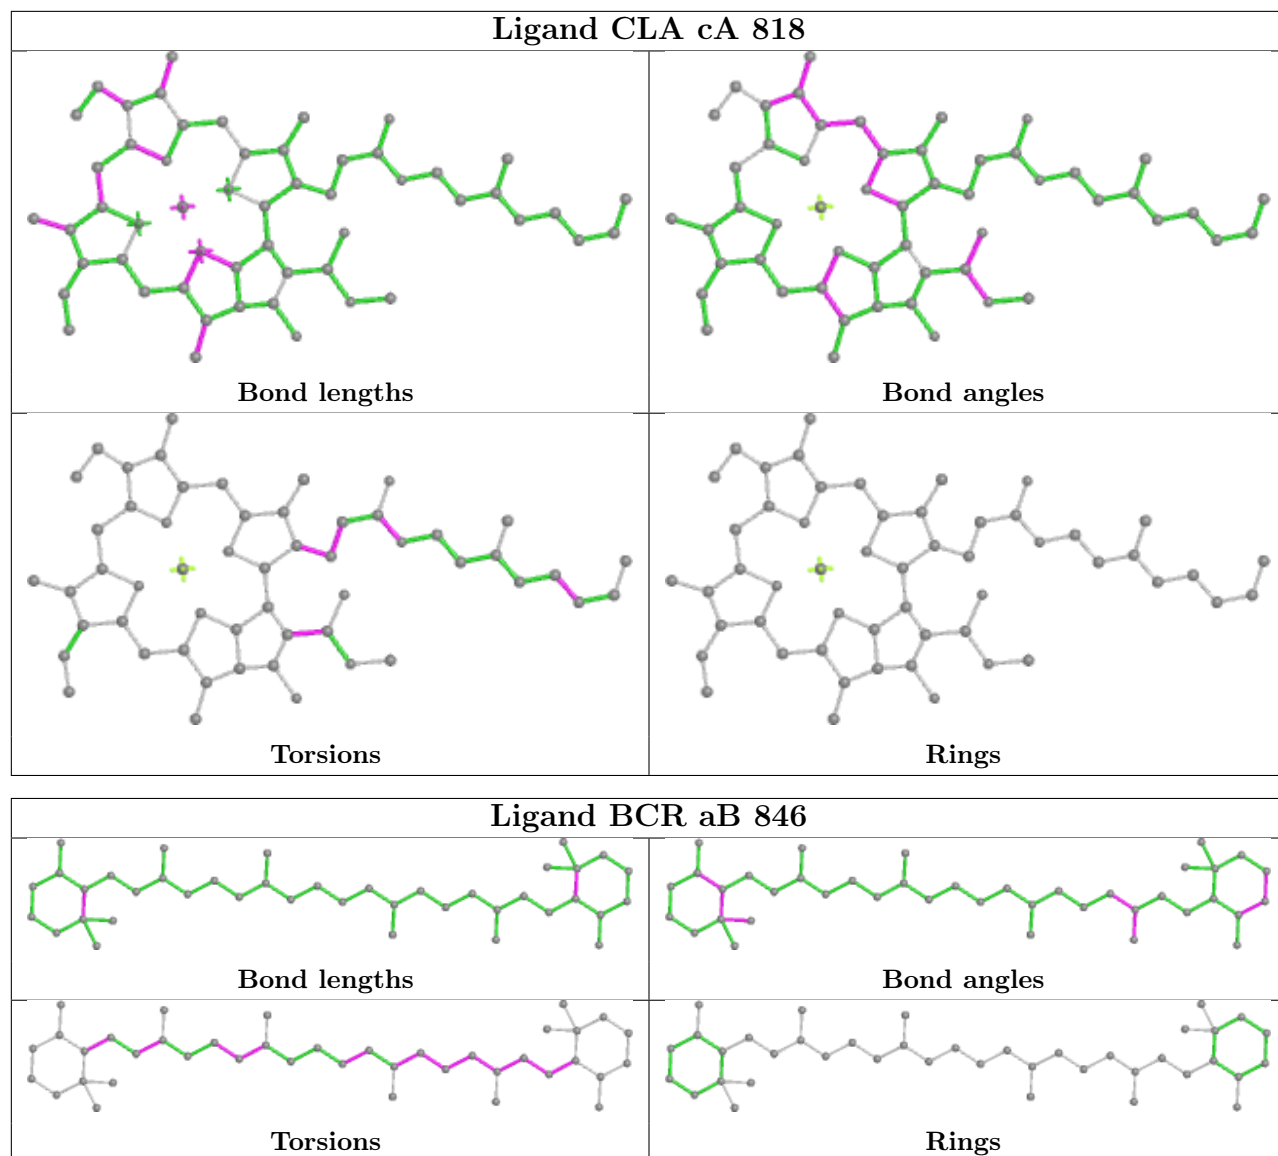 Ligand CLA cA 818
Bond lengths
Bond angles
Torsions
Rings
Ligand BCR aB 846
Bond lengths
Bond angles
Torsions
Rings